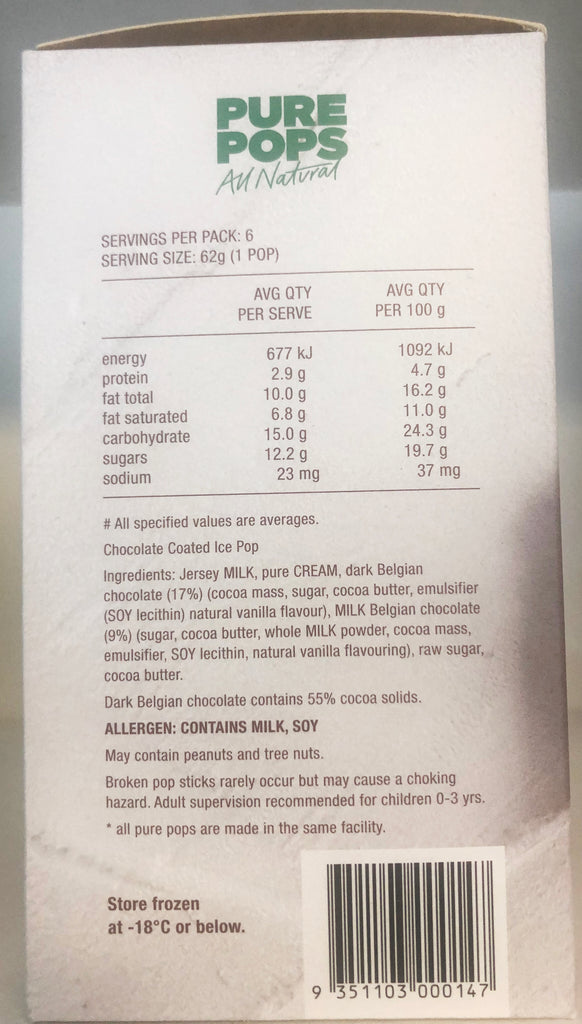 PURE
POPS
All Natural
SERVINGS PER PACK: 6
SERVING SIZE: 62g (1 POP)
AVG QTY PER SERVE AVG QTY PER 100 g
energy 677 kJ 1092 kJ
protein 2.9 g 4.7 g
fat total 10.0 g 16.2 g
fat saturated 6.8 g 11.0 g
carbohydrate 15.0 g 24.3 g
sugars 12.2 g 19.7 g
sodium 23 mg 37 mg
# All specified values are averages.
Chocolate Coated Ice Pop
Ingredients: Jersey MILK, pure CREAM, dark Belgian
chocolate (17%) (cocoa mass, sugar, cocoa butter, emulsifier
(SOY lecithin) natural vanilla flavour), MILK Belgian chocolate
(9%) (sugar, cocoa butter, whole MILK powder, cocoa mass,
emulsifier, SOY lecithin, natural vanilla flavouring), raw sugar,
cocoa butter.
Dark Belgian chocolate contains 55% cocoa solids.
ALLERGEN: CONTAINS MILK, SOY
May contain peanuts and tree nuts.
Broken pop sticks rarely occur but may cause a choking
hazard. Adult supervision recommended for children 0-3 yrs.
* all pure pops are made in the same facility.
Store frozen
at -18°C or below.
9 351103 000147